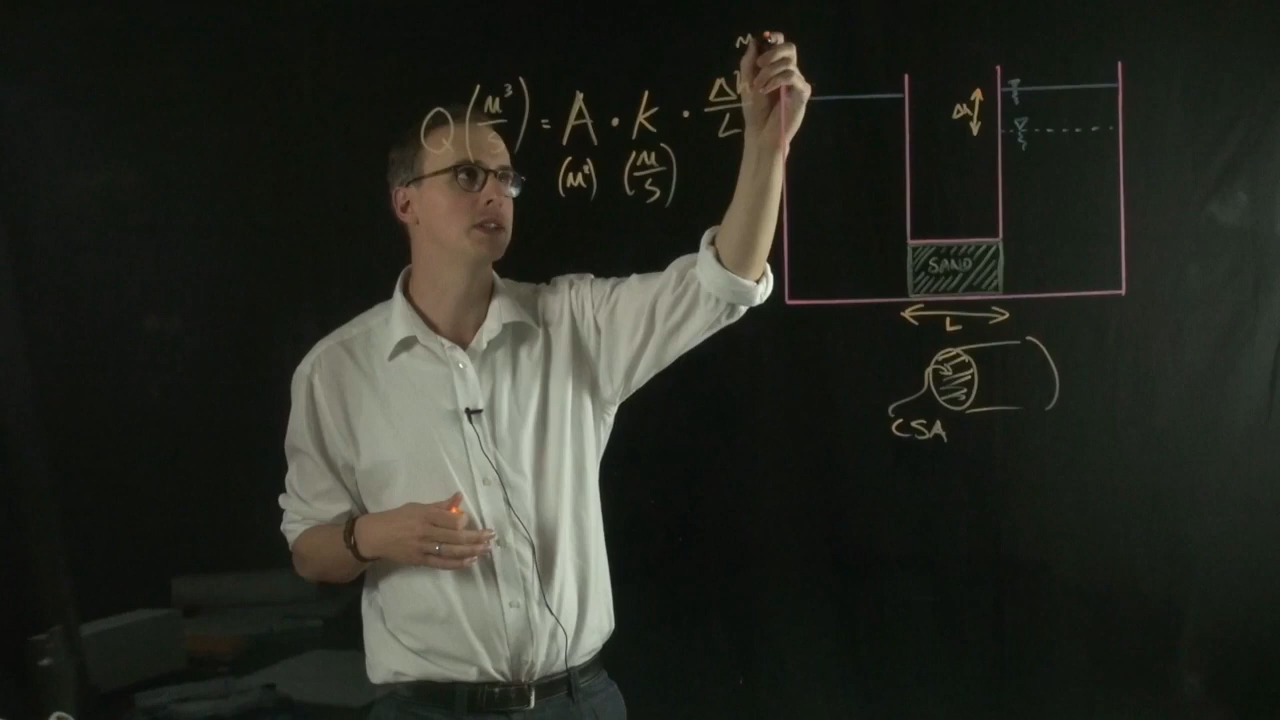 m
Q (m³/s) = A · K · Δh/L
(m²) (m/s)
Δh
SAND
L
CSA